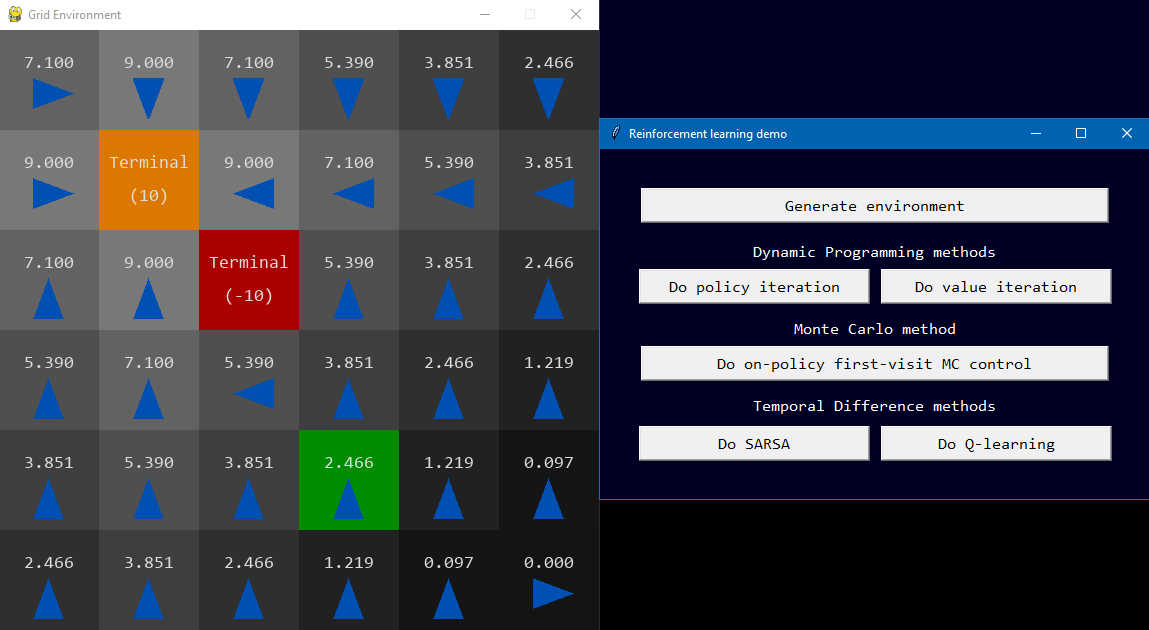 Grid Environment
7.100 9.000 7.100 5.390 3.851 2.466
9.000 Terminal 9.000 7.100 5.390 3.851
(10)
7.100 9.000 Terminal 5.390 3.851 2.466
(-10)
5.390 7.100 5.390 3.851 2.466 1.219
3.851 5.390 3.851 2.466 1.219 0.097
2.466 3.851 2.466 1.219 0.097 0.000
Reinforcement learning demo
Generate environment
Dynamic Programming methods
Do policy iteration Do value iteration
Monte Carlo method
Do on-policy first-visit MC control
Temporal Difference methods
Do SARSA Do Q-learning